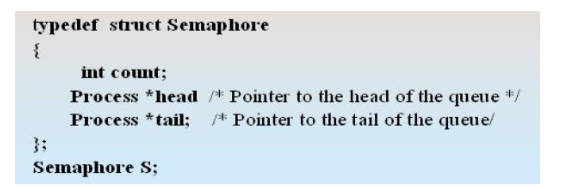 typedef struct Semaphore
{
int count;
Process *head /* Pointer to the head of the queue */
Process *tail; /* Pointer to the tail of the queue/
};
Semaphore S;